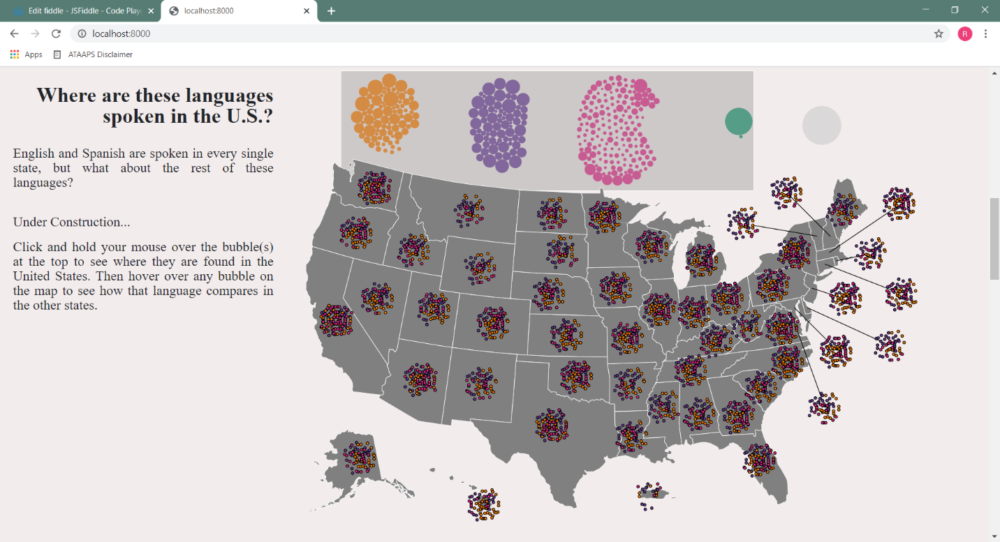 Edit fiddle - JSFiddle - Code Play
localhost:8000
localhost:8000
R
Apps
ATAAPS Disclaimer
Where are these languages
spoken in the U.S.?
English and Spanish are spoken in every single
state, but what about the rest of these
languages?
Under Construction...
Click and hold your mouse over the bubble(s)
at the top to see where they are found in the
United States. Then hover over any bubble on
the map to see how that language compares in
the other states.